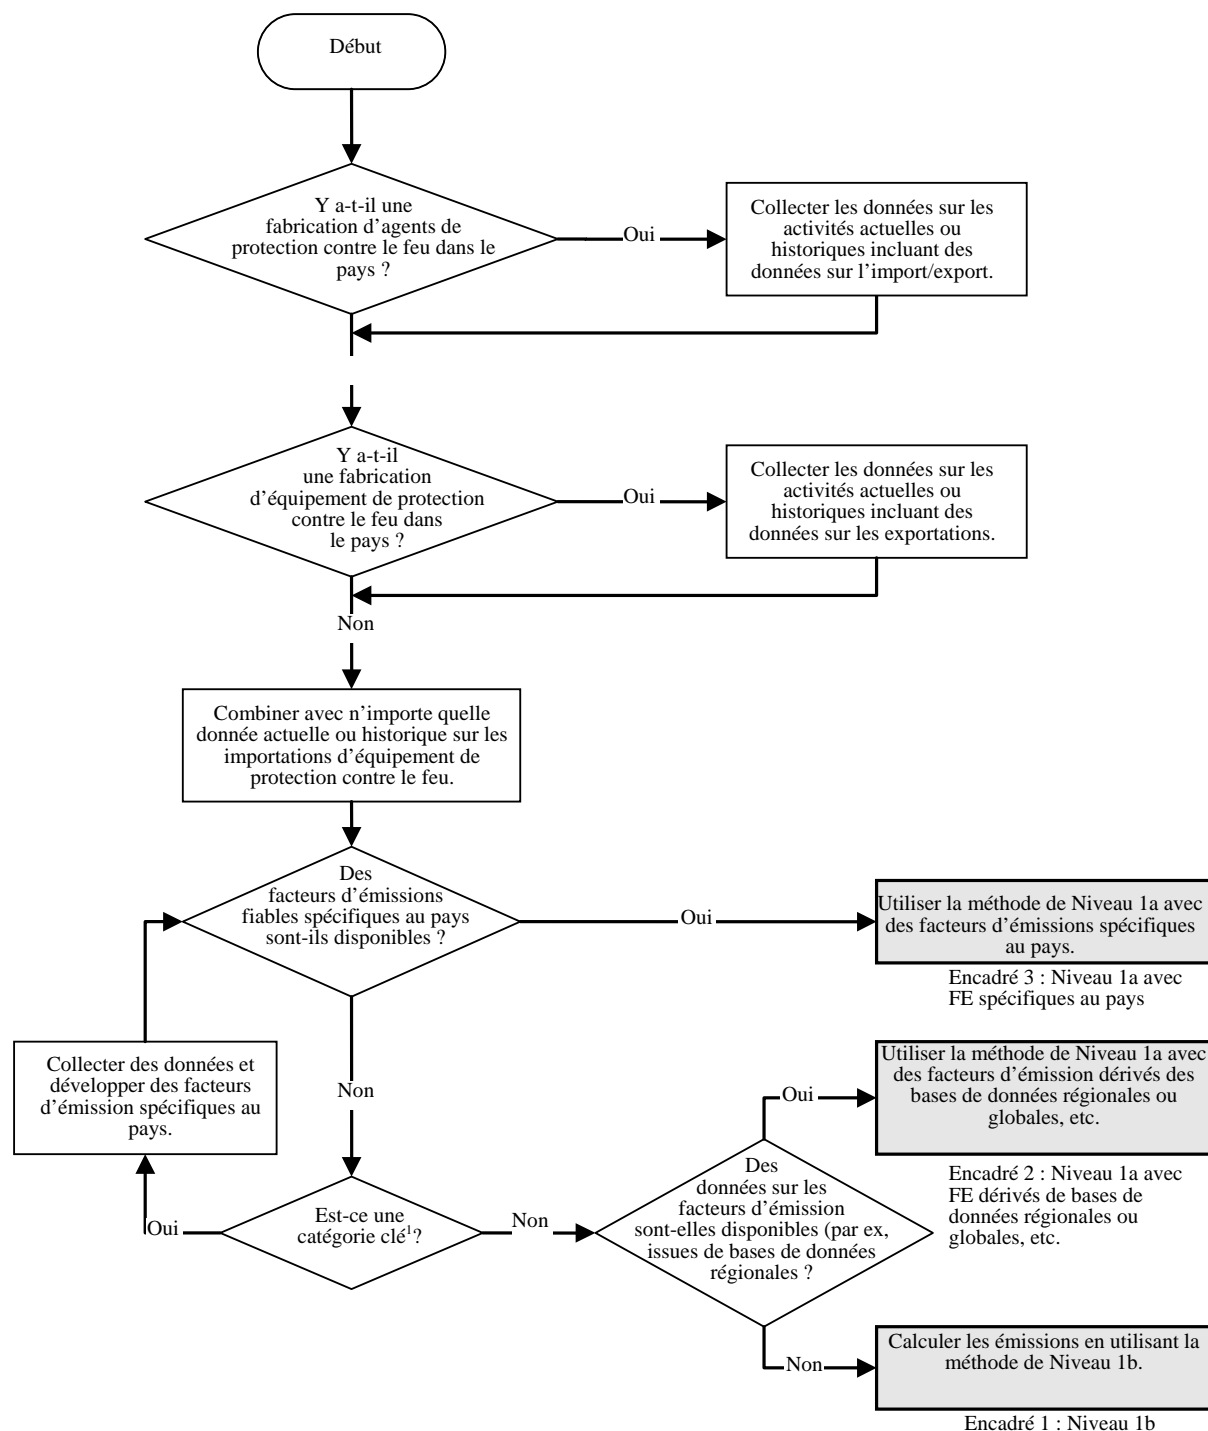 Début
Y a-t-il une
fabrication d’agents de
protection contre le feu dans le
pays ?
Oui
Collecter les données sur les
activités actuelles ou
historiques incluant des
données sur l’import/export.
Y a-t-il
une fabrication
d’équipement de protection
contre le feu dans
le pays ?
Oui
Collecter les données sur les
activités actuelles ou
historiques incluant des
données sur les exportations.
Non
Combiner avec n’importe quelle
donnée actuelle ou historique sur les
importations d’équipement de
protection contre le feu.
Des
facteurs d’émissions
fiables spécifiques au pays
sont-ils disponibles ?
Oui
Utiliser la méthode de Niveau 1a avec
des facteurs d’émissions spécifiques
au pays.
Encadré 3 : Niveau 1a avec
FE spécifiques au pays
Collecter des données et
développer des facteurs
d’émission spécifiques au
pays.
Non
Oui
Utiliser la méthode de Niveau 1a avec
des facteurs d’émission dérivés des
bases de données régionales ou
globales, etc.
Encadré 2 : Niveau 1a avec
FE dérivés de bases de
données régionales ou
globales, etc.
Oui
Est-ce une
catégorie clé¹?
Non
Des
données sur les
facteurs d’émission
sont-elles disponibles (par ex,
issues de bases de données
régionales ?
Non
Calculer les émissions en utilisant la
méthode de Niveau 1b.
Encadré 1 : Niveau 1b